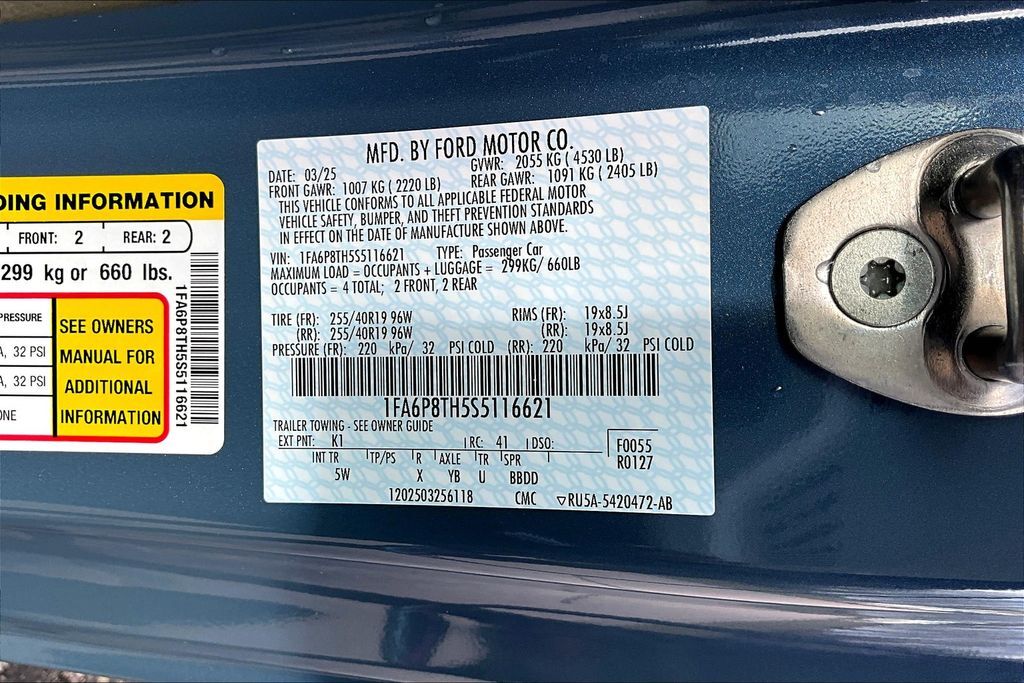 DING INFORMATION
FRONT: 2 REAR: 2
299 kg or 660 lbs.
PRESSURE
, 32 PSI
, 32 PSI
SEE OWNERS
MANUAL FOR
ADDITIONAL
INFORMATION
1FA6P8TH5S5116621
MFD. BY FORD MOTOR CO.
DATE: 03/25 GVWR: 2055 KG ( 4530 LB)
FRONT GAWR: 1007 KG ( 2220 LB) REAR GAWR: 1091 KG ( 2405 LB)
THIS VEHICLE CONFORMS TO ALL APPLICABLE FEDERAL MOTOR
VEHICLE SAFETY, BUMPER, AND THEFT PREVENTION STANDARDS
IN EFFECT ON THE DATE OF MANUFACTURE SHOWN ABOVE.
VIN: 1FA6P8TH5S5116621 TYPE: Passenger Car
MAXIMUM LOAD = OCCUPANTS + LUGGAGE = 299KG/ 660LB
OCCUPANTS = 4 TOTAL; 2 FRONT, 2 REAR
TIRE (FR): 255/40R19 96W RIMS (FR): 19x8.5J
(RR): 255/40R19 96W (RR): 19x8.5J
PRESSURE (FR): 220 kPa/ 32 PSI COLD (RR): 220 kPa/ 32 PSI COLD
1FA6P8TH5S5116621
TRAILER TOWING - SEE OWNER GUIDE
EXT PNT: K1 RC: 41 DSO: F0055
INT TR TP/PS R AXLE TR SPR R0127
5W X YB U BBDD
1202503256118 CMC ▽RU5A-5420472-AB